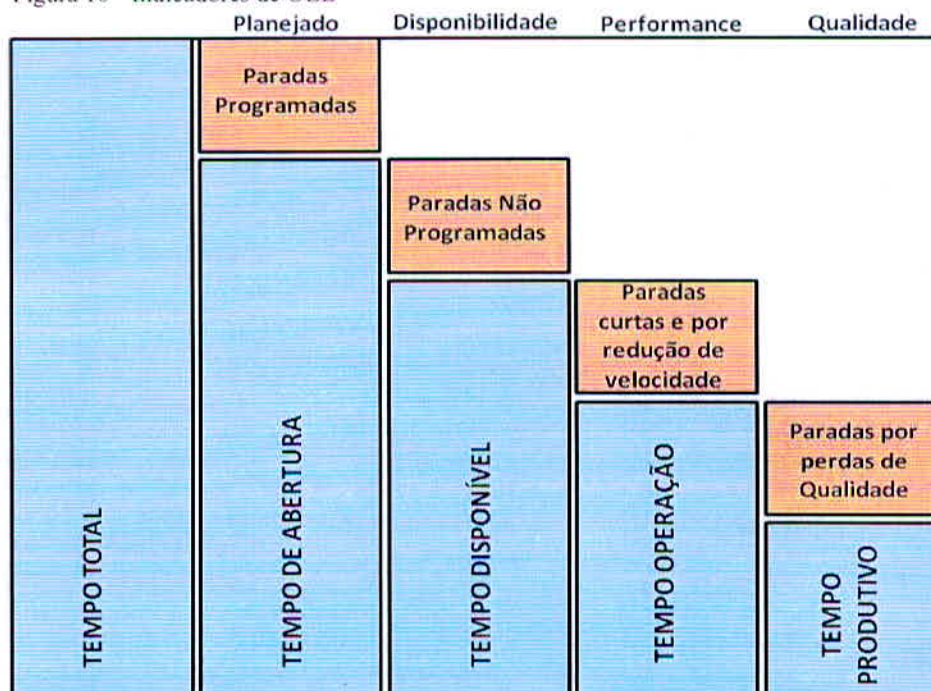 Planejado Disponibilidade Performance Qualidade
Paradas
Programadas
Paradas Não
Programadas
Paradas
curtas e por
redução de
velocidade
Paradas por
perdas de
Qualidade
TEMPO TOTAL
TEMPO DE ABERTURA
TEMPO DISPONÍVEL
TEMPO OPERAÇÃO
TEMPO
PRODUTIVO